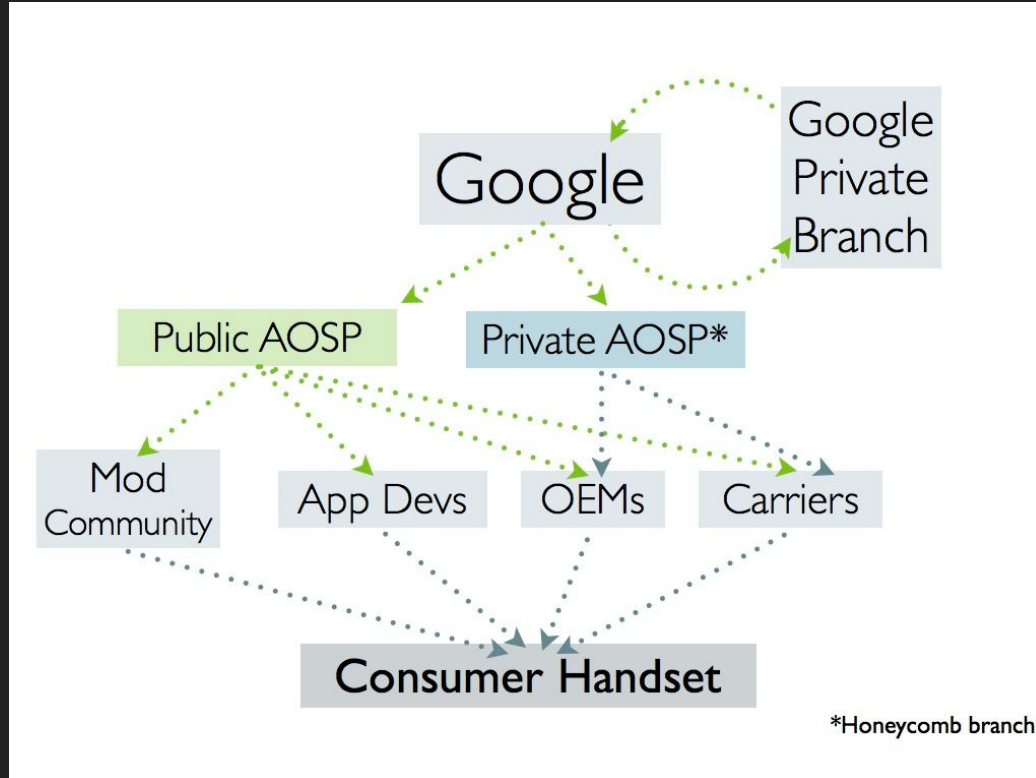 Google
Google
Private
Branch
Public AOSP
Private AOSP*
Mod
Community
App Devs
OEMs
Carriers
Consumer Handset
*Honeycomb branch